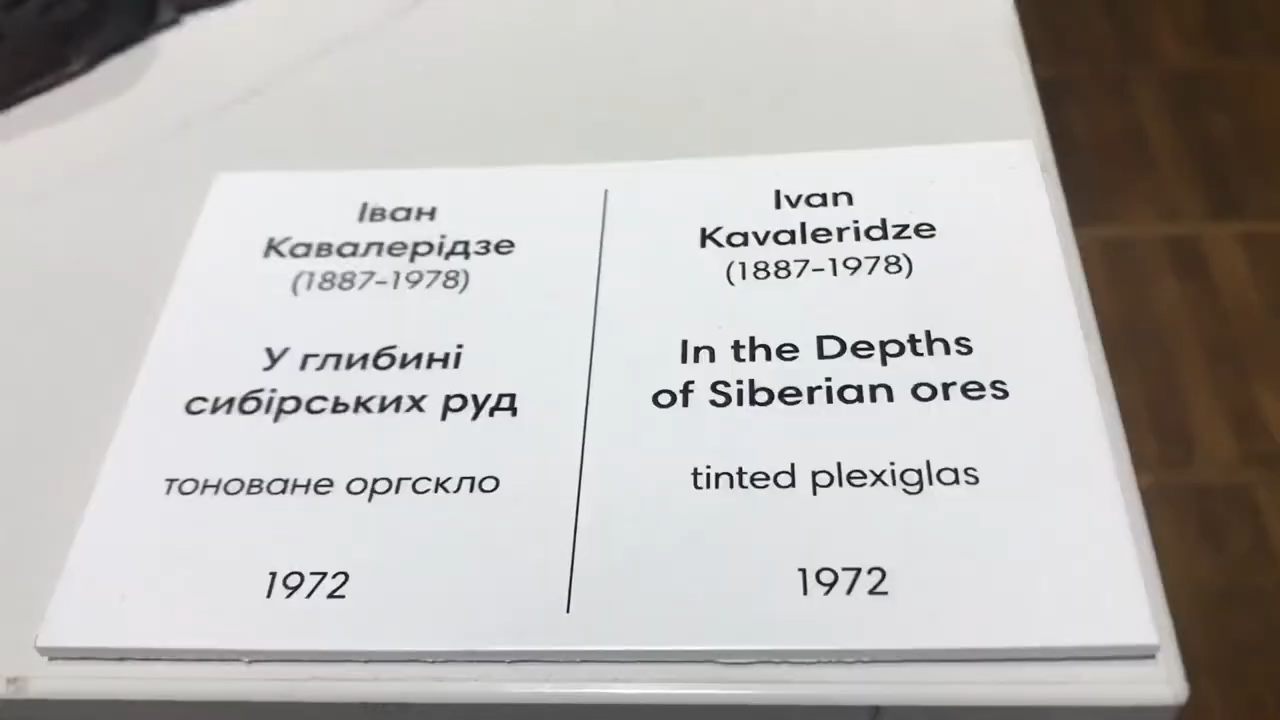 Іван
Кавалерідзе
(1887-1978)
У глибині
сибірських руд
тоноване оргскло
1972
Ivan
Kavaleridze
(1887-1978)
In the Depths
of Siberian ores
tinted plexiglas
1972